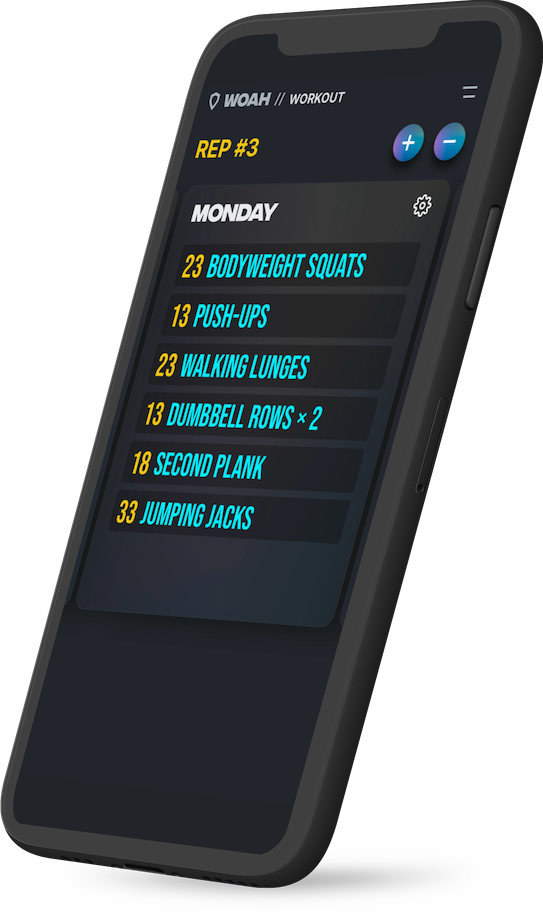 WOAH // WORKOUT
REP #3
+ −
MONDAY
23 BODYWEIGHT SQUATS
13 PUSH-UPS
23 WALKING LUNGES
13 DUMBBELL ROWS × 2
18 SECOND PLANK
33 JUMPING JACKS